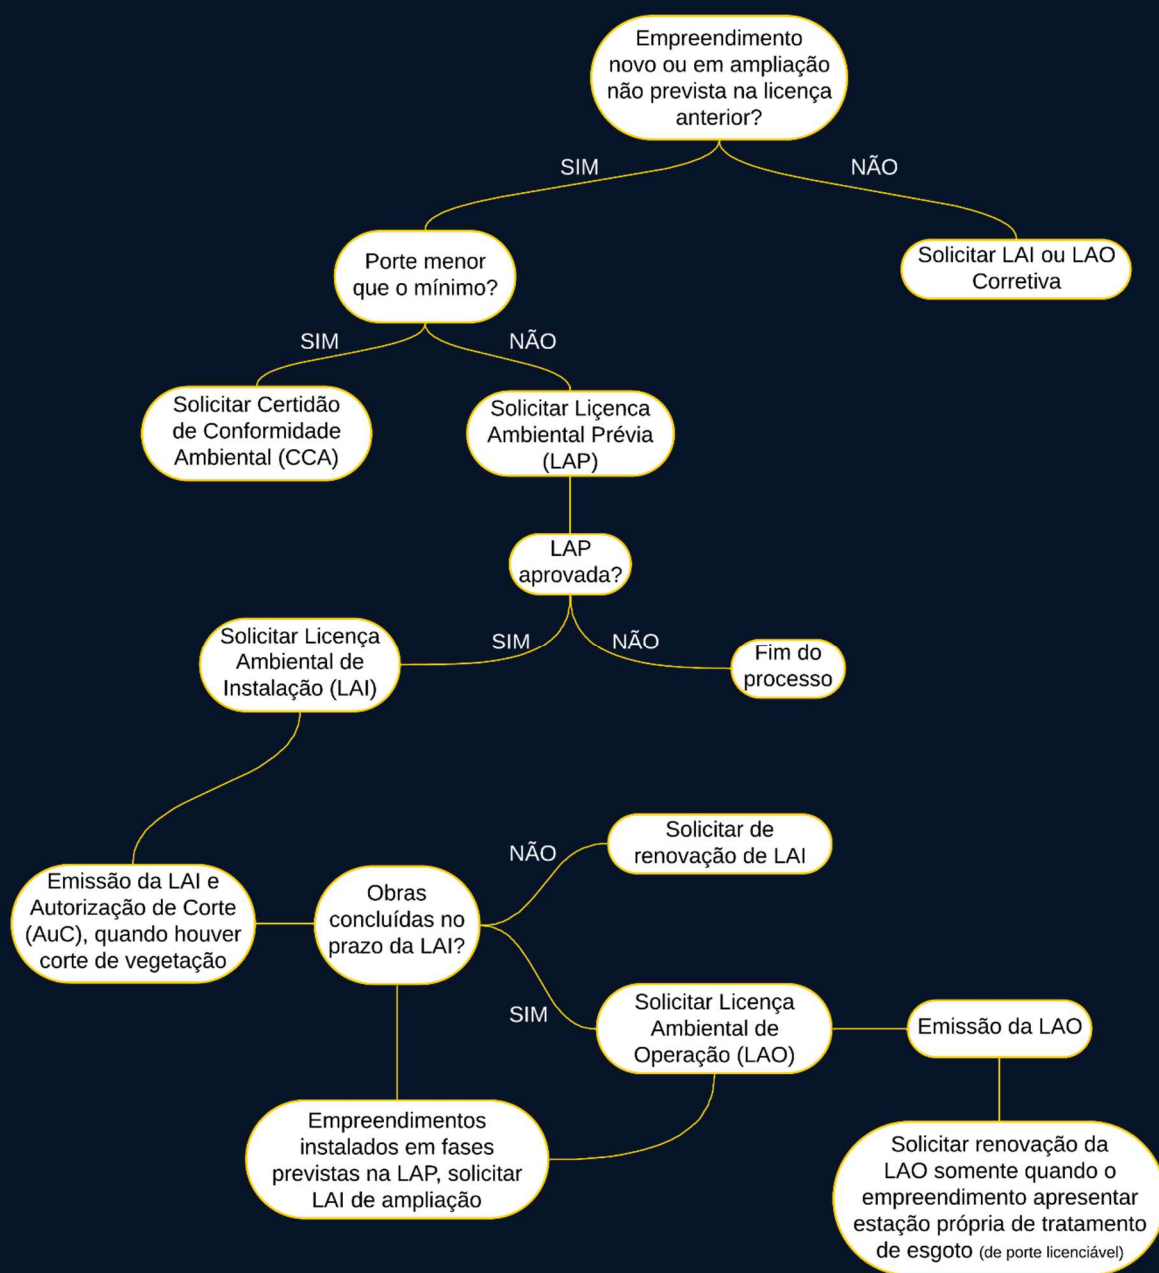 Empreendimento
novo ou em ampliação
não prevista na licença
anterior?
SIM
NÃO
Porte menor
que o mínimo?
Solicitar LAI ou LAO
Corretiva
SIM
NÃO
Solicitar Certidão
de Conformidade
Ambiental (CCA)
Solicitar Liçenca
Ambiental Prévia
(LAP)
LAP
aprovada?
SIM
NÃO
Solicitar Licença
Ambiental de
Instalação (LAI)
Fim do
processo
Emissão da LAI e
Autorização de Corte
(AuC), quando houver
corte de vegetação
Obras
concluídas no
prazo da LAI?
NÃO
Solicitar de
renovação de LAI
SIM
Solicitar Licença
Ambiental de
Operação (LAO)
Emissão da LAO
Empreendimentos
instalados em fases
previstas na LAP, solicitar
LAI de ampliação
Solicitar renovação da
LAO somente quando o
empreendimento apresentar
estação própria de tratamento
de esgoto (de porte licenciável)